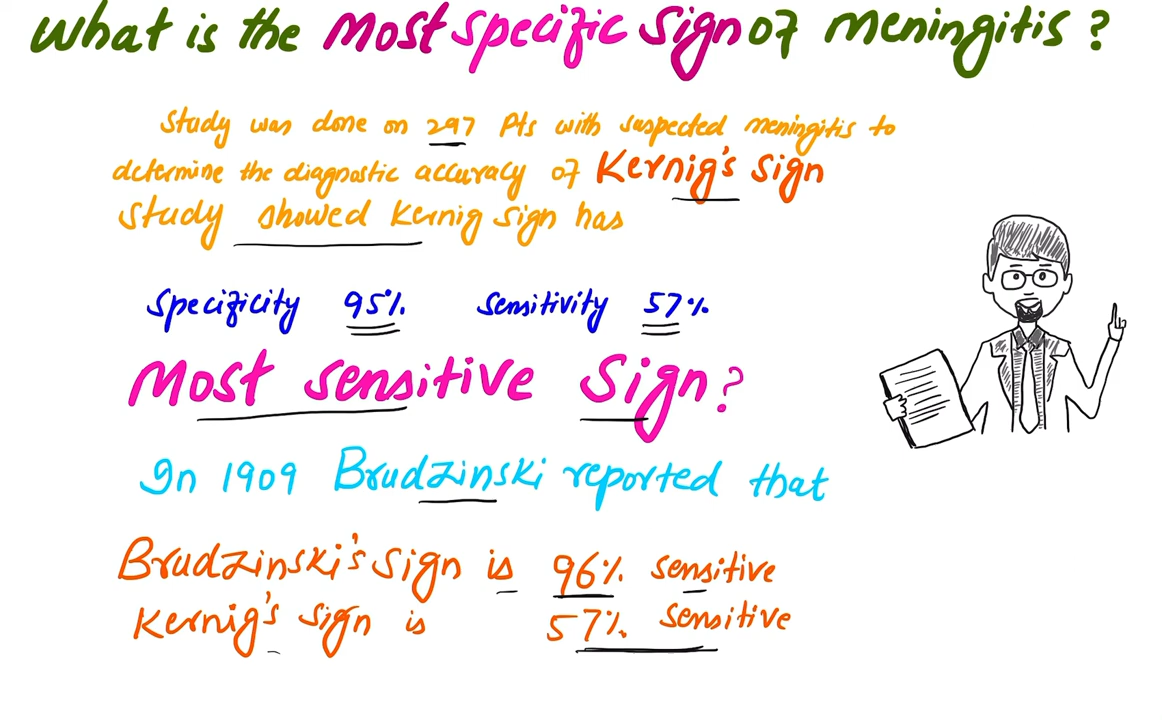 What is the Most specific sign of Meningitis ?
Study was done on 297 Pts with suspected meningitis to
determine the diagnostic accuracy of Kernig's sign
Study showed Kernig sign has
Specificity 95% Sensitivity 57%
Most sensitive Sign?
In 1909 Brudzinski reported that
Brudzinski's sign is 96% sensitive
Kernig's sign is 57% sensitive